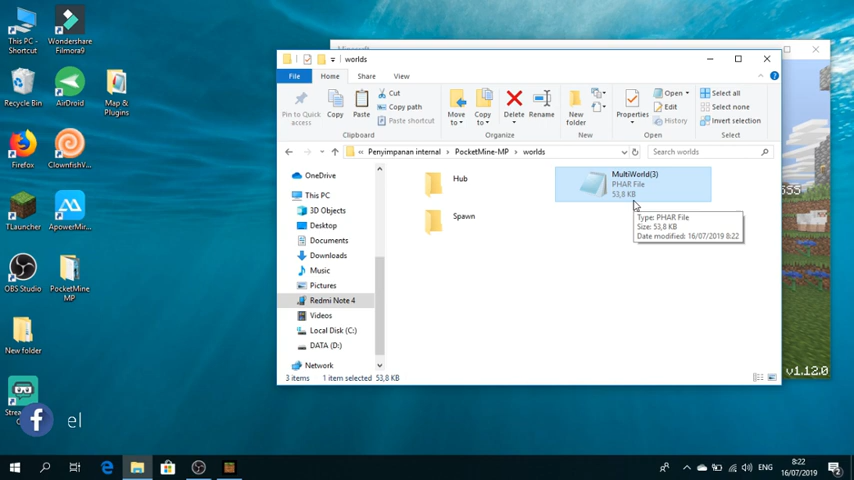 This PC - Shortcut
Wondershare Filmora9
Recycle Bin
AirDroid
Map & Plugins
Firefox
ClownfishV...
TLauncher
ApowerMir...
OBS Studio
PocketMine MP
New folder
el
worlds
File
Home
Share
View
Pin to Quick access
Copy
Paste
Cut
Copy path
Paste shortcut
Clipboard
Move to
Copy to
Delete
Rename
Organize
New folder
New
Properties
Open
Edit
History
Open
Select all
Select none
Invert selection
Select
« Penyimpanan internal › PocketMine-MP › worlds
Search worlds
OneDrive
This PC
3D Objects
Desktop
Documents
Downloads
Music
Pictures
Redmi Note 4
Videos
Local Disk (C:)
DATA (D:)
Network
Hub
Spawn
MultiWorld(3)
PHAR File
53,8 KB
Type: PHAR File
Size: 53,8 KB
Date modified: 16/07/2019 8:22
3 items
1 item selected 53,8 KB
v1.12.0
ENG
8:22
16/07/2019
2